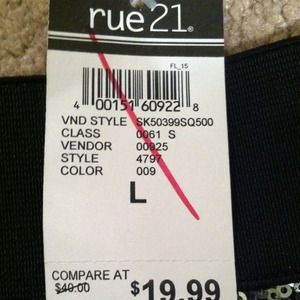 rue21®
FL_15
4 00151 60922 8
VND STYLE SK50399SQ500
CLASS 0061 S
VENDOR 00925
STYLE 4797
COLOR 009
L
COMPARE AT
$40.00 $19.99